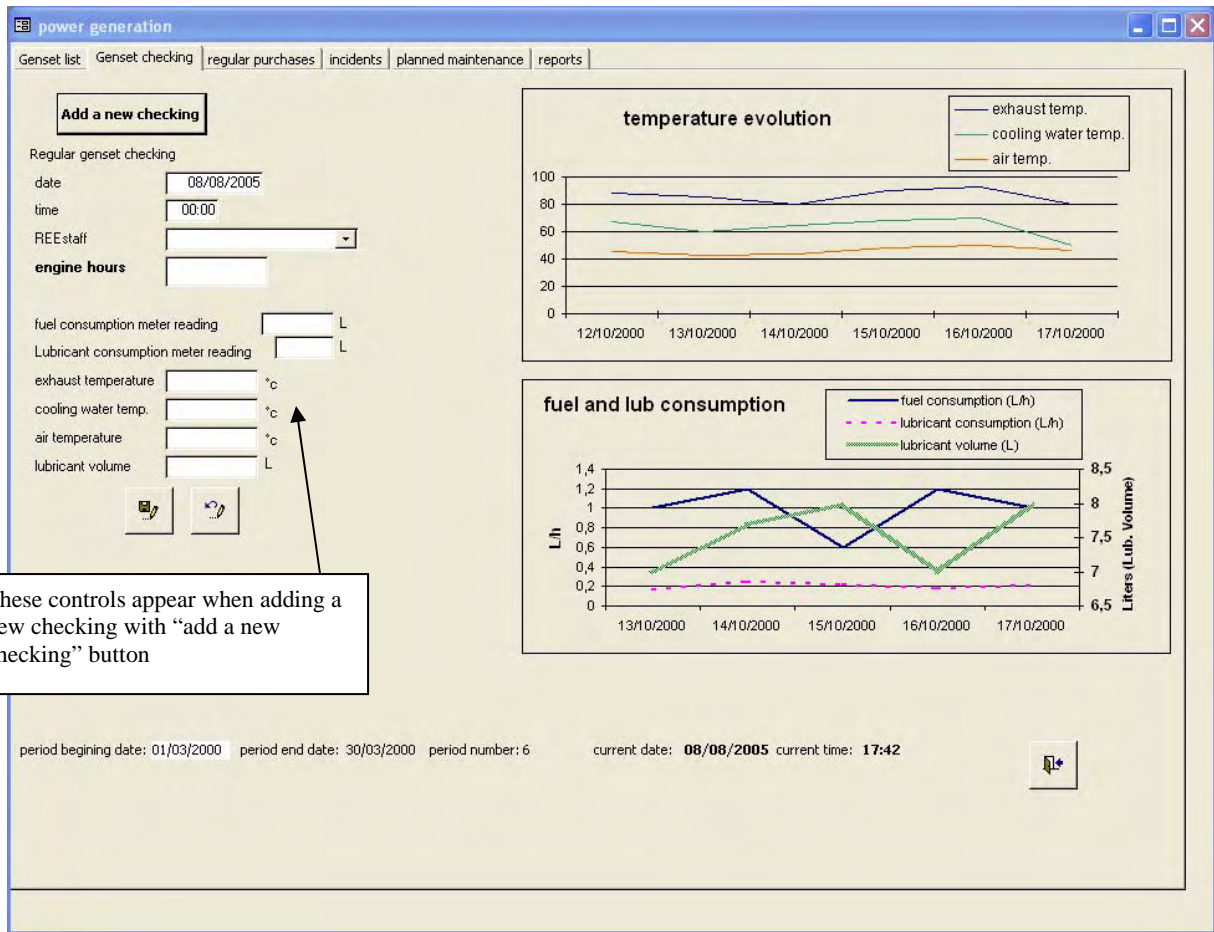 power generation
Genset list Genset checking regular purchases incidents planned maintenance reports
Add a new checking
Regular genset checking
date 08/08/2005
time 00:00
REEstaff
engine hours
fuel consumption meter reading L
Lubricant consumption meter reading L
exhaust temperature °c
cooling water temp. °c
air temperature °c
lubricant volume L
hese controls appear when adding a
ew checking with “add a new
hecking” button
temperature evolution
exhaust temp.
cooling water temp.
air temp.
100
80
60
40
20
0
12/10/2000 13/10/2000 14/10/2000 15/10/2000 16/10/2000 17/10/2000
fuel and lub consumption
fuel consumption (L/h)
lubricant consumption (L/h)
lubricant volume (L)
L/h
1,4
1,2
1
0,8
0,6
0,4
0,2
0
8,5
8
7,5
7
6,5
Liters (Lub. Volume)
13/10/2000 14/10/2000 15/10/2000 16/10/2000 17/10/2000
period begining date: 01/03/2000 period end date: 30/03/2000 period number: 6 current date: 08/08/2005 current time: 17:42